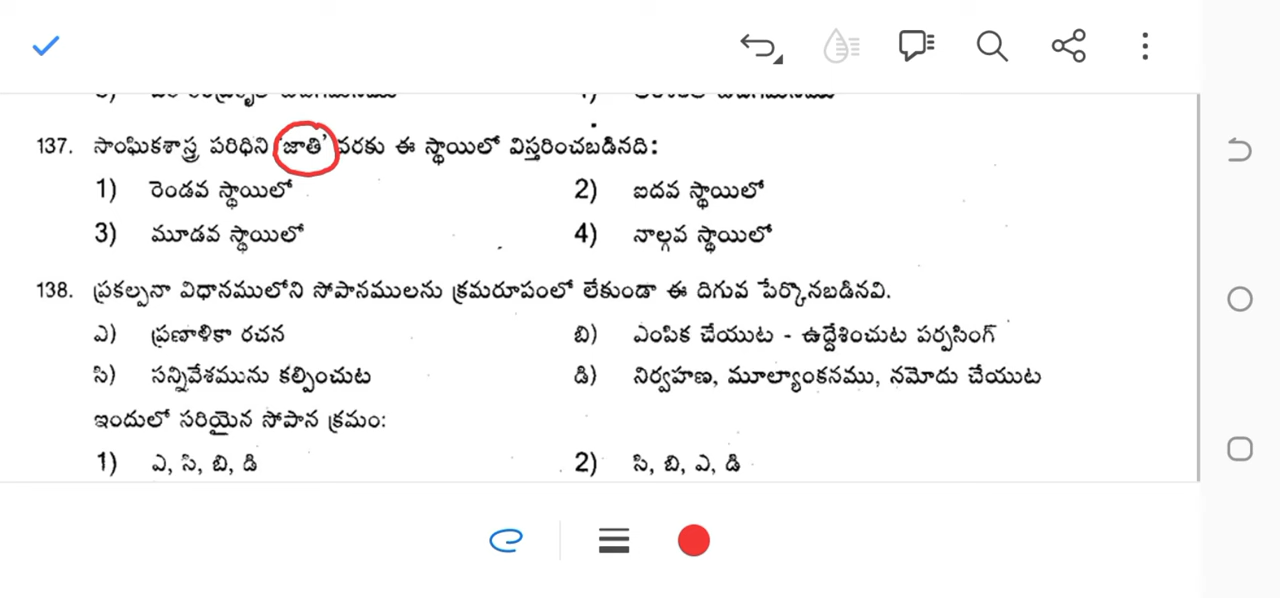 137. సాంఘికశాస్త్ర పరిధిని 'జాతి' వరకు ఈ స్థాయిలో విస్తరించబడినది:
1) రెండవ స్థాయిలో 2) ఐదవ స్థాయిలో
3) మూడవ స్థాయిలో 4) నాల్గవ స్థాయిలో
138. ప్రకల్పనా విధానములోని సోపానములను క్రమరూపంలో లేకుండా ఈ దిగువ పేర్కొనబడినవి.
ఎ) ప్రణాళికా రచన బి) ఎంపిక చేయుట - ఉద్దేశించుట పర్పసింగ్
సి) సన్నివేశమును కల్పించుట డి) నిర్వహణ, మూల్యాంకనము, నమోదు చేయుట
ఇందులో సరియైన సోపాన క్రమం:
1) ఎ, సి, బి, డి 2) సి, బి, ఎ, డి